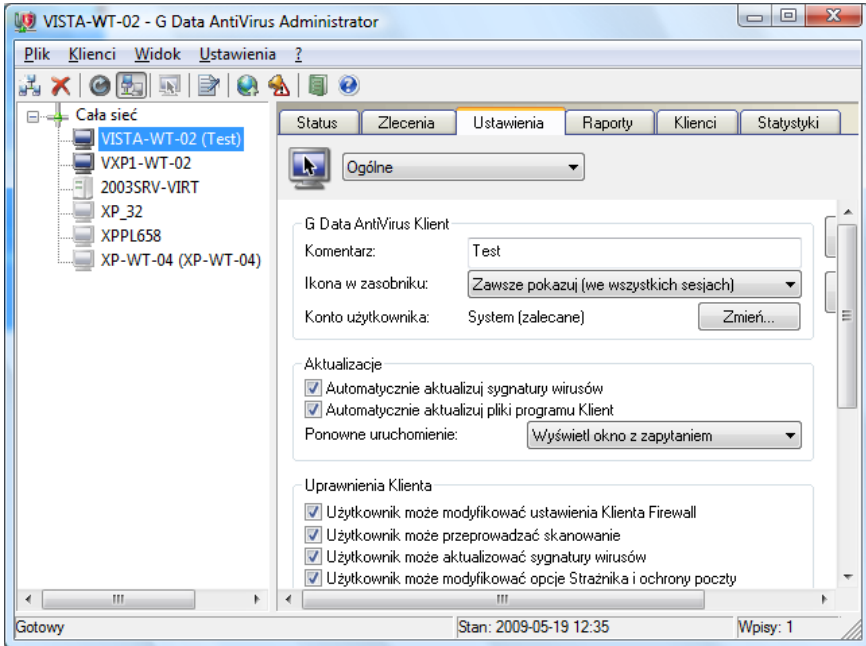 VISTA-WT-02 - G Data AntiVirus Administrator
Plik Klienci Widok Ustawienia ?
Cała sieć
VISTA-WT-02 (Test)
VXP1-WT-02
2003SRV-VIRT
XP_32
XPPL658
XP-WT-04 (XP-WT-04)
Status Zlecenia Ustawienia Raporty Klienci Statystyki
Ogólne
G Data AntiVirus Klient
Komentarz: Test
Ikona w zasobniku: Zawsze pokazuj (we wszystkich sesjach)
Konto użytkownika: System (zalecane) Zmień...
Aktualizacje
Automatycznie aktualizuj sygnatury wirusów
Automatycznie aktualizuj pliki programu Klient
Ponowne uruchomienie: Wyświetl okno z zapytaniem
Uprawnienia Klienta
Użytkownik może modyfikować ustawienia Klienta Firewall
Użytkownik może przeprowadzać skanowanie
Użytkownik może aktualizować sygnatury wirusów
Użytkownik może modyfikować opcje Strażnika i ochrony poczty
Gotowy Stan: 2009-05-19 12:35 Wpisy: 1